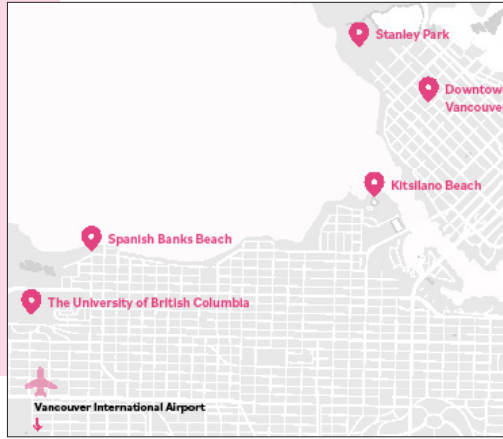 Stanley Park
Downtow
Vancouve
Kitsilano Beach
Spanish Banks Beach
The University of British Columbia
Vancouver International Airport